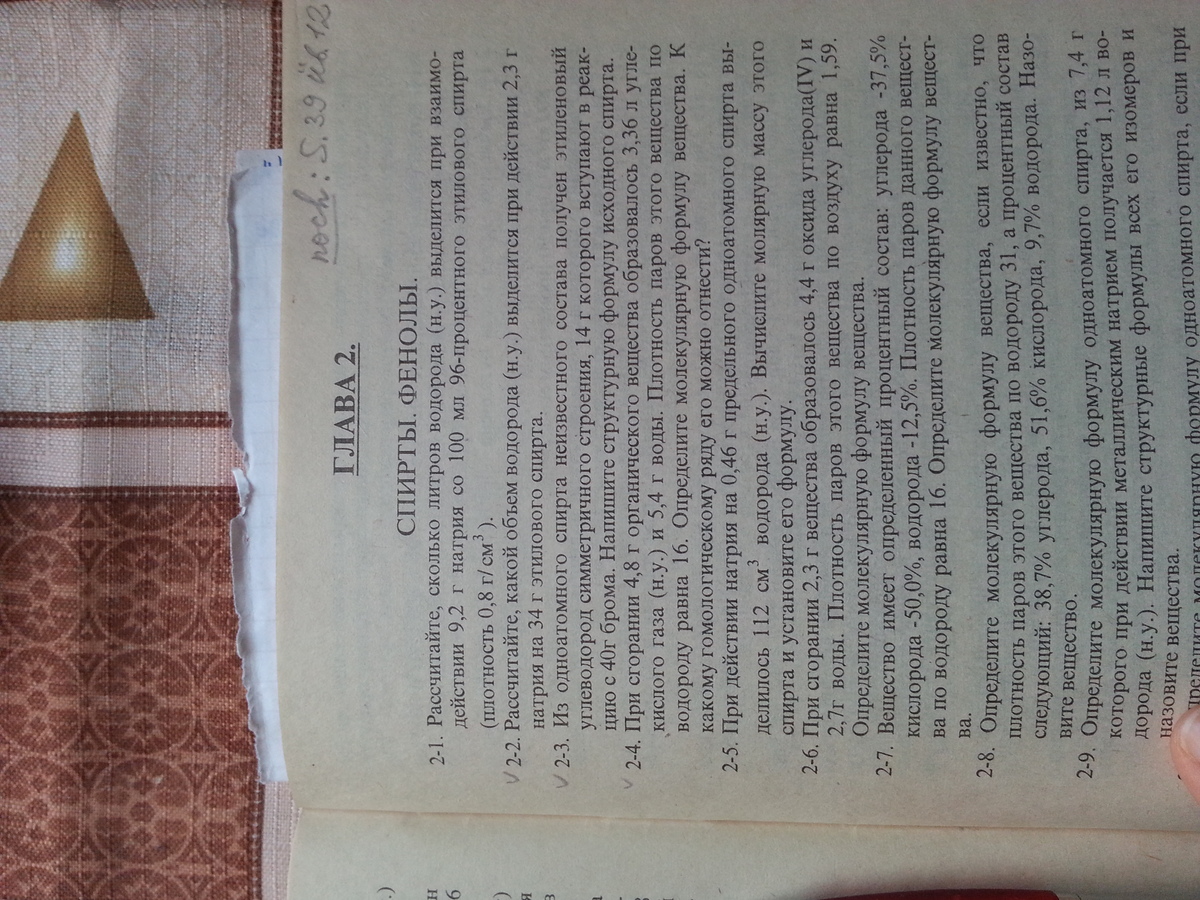 noch: S. 39 üb. 12
ГЛАВА 2.
СПИРТЫ. ФЕНОЛЫ.
2-1. Рассчитайте, сколько литров водорода (н.у.) выделится при взаимо-
действии 9,2 г натрия со 100 мл 96-процентного этилового спирта
(плотность 0,8 г/см³).
√ 2-2. Рассчитайте, какой объем водорода (н.у.) выделится при действии 2,3 г
натрия на 34 г этилового спирта.
√ 2-3. Из одноатомного спирта неизвестного состава получен этиленовый
углеводород симметричного строения, 14 г которого вступают в реак-
цию с 40г брома. Напишите структурную формулу исходного спирта.
√ 2-4. При сгорании 4,8 г органического вещества образовалось 3,36 л угле-
кислого газа (н.у.) и 5,4 г воды. Плотность паров этого вещества по
водороду равна 16. Определите молекулярную формулу вещества. К
какому гомологическому ряду его можно отнести?
2-5. При действии натрия на 0,46 г предельного одноатомного спирта вы-
делилось 112 см³ водорода (н.у.). Вычислите молярную массу этого
спирта и установите его формулу.
2-6. При сгорании 2,3 г вещества образовалось 4,4 г оксида углерода(IV) и
2,7г воды. Плотность паров этого вещества по воздуху равна 1,59.
Определите молекулярную формулу вещества.
2-7. Вещество имеет определенный процентный состав: углерода -37,5%
кислорода -50,0%, водорода -12,5%. Плотность паров данного вещест-
ва по водороду равна 16. Определите молекулярную формулу вещест-
ва.
2-8. Определите молекулярную формулу вещества, если известно, что
плотность паров этого вещества по водороду 31, а процентный состав
следующий: 38,7% углерода, 51,6% кислорода, 9,7% водорода. Назо-
вите вещество.
2-9. Определите молекулярную формулу одноатомного спирта, из 7,4 г
которого при действии металлическим натрием получается 1,12 л во-
дорода (н.у.). Напишите структурные формулы всех его изомеров и
назовите вещества.
формулу одноатомного спирта, если при
.)
н
6
)
я
в
а